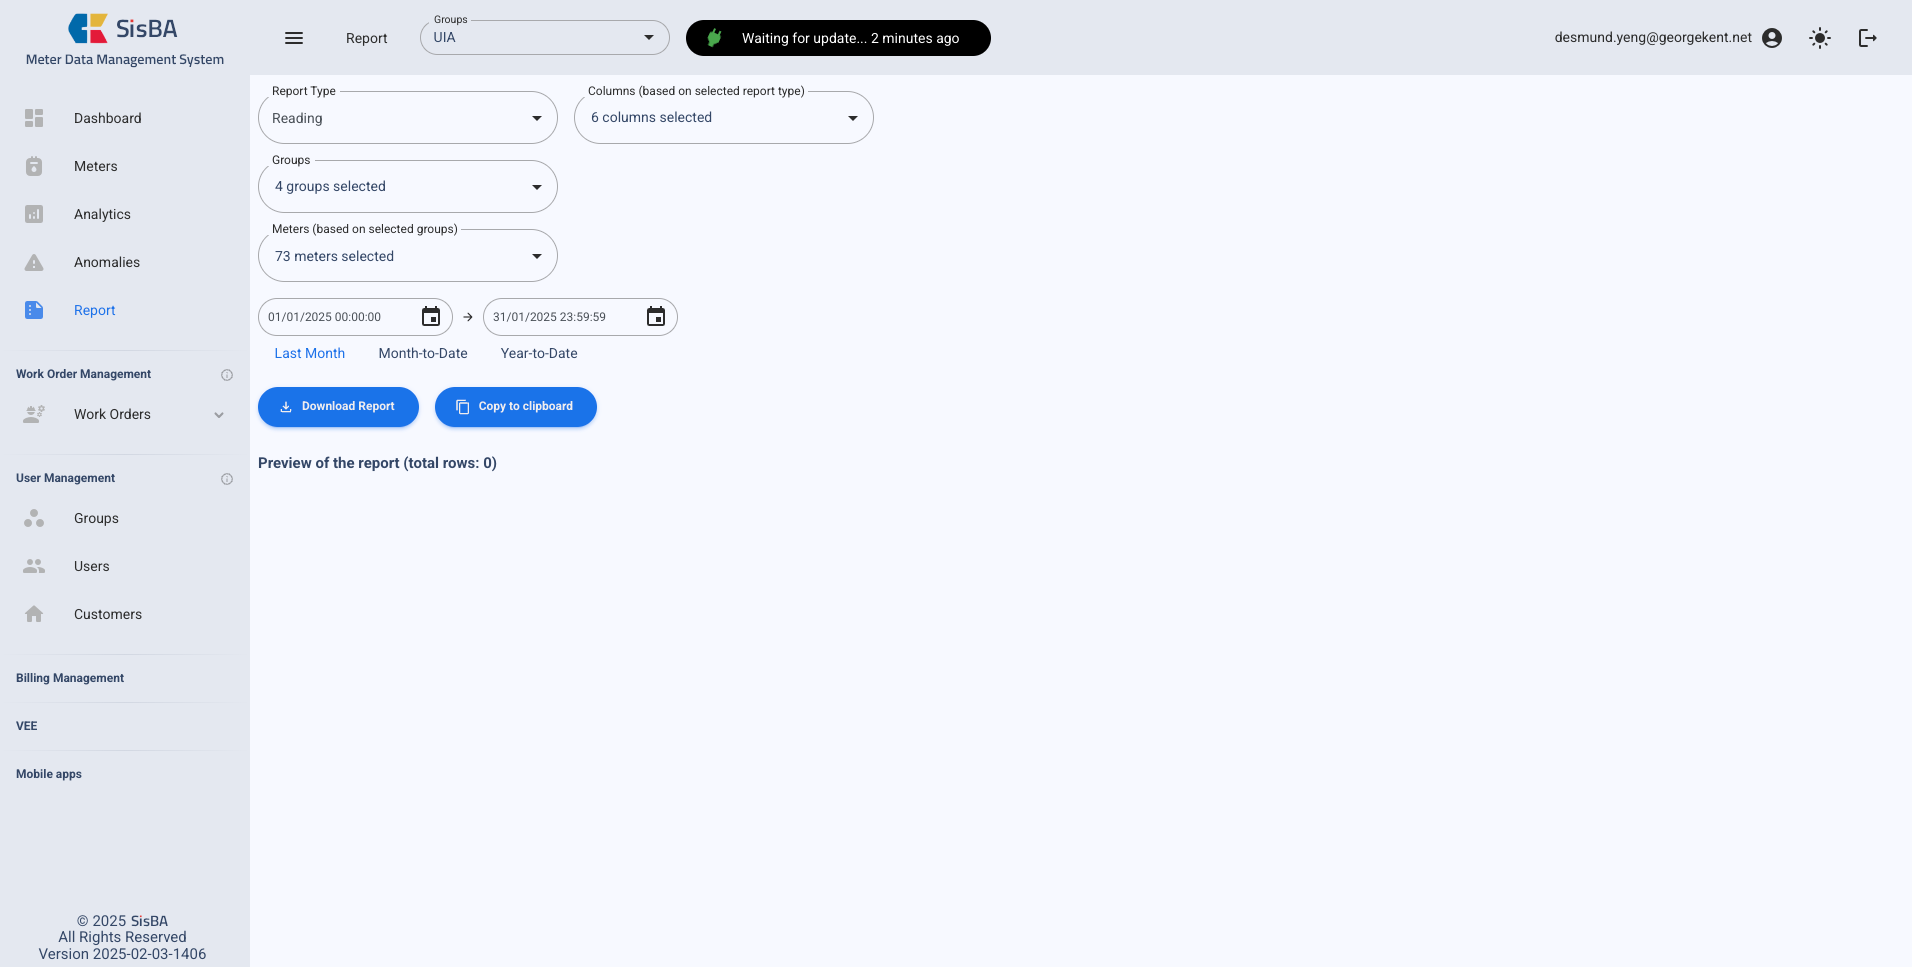 SisBA
Meter Data Management System
Report
Groups
UIA
Waiting for update... 2 minutes ago
desmund.yeng@georgekent.net
Dashboard
Meters
Analytics
Anomalies
Report
Work Order Management
Work Orders
User Management
Groups
Users
Customers
Billing Management
VEE
Mobile apps
© 2025 SisBA
All Rights Reserved
Version 2025-02-03-1406
Report Type
Reading
Columns (based on selected report type)
6 columns selected
Groups
4 groups selected
Meters (based on selected groups)
73 meters selected
01/01/2025 00:00:00
31/01/2025 23:59:59
Last Month Month-to-Date Year-to-Date
Download Report
Copy to clipboard
Preview of the report (total rows: 0)